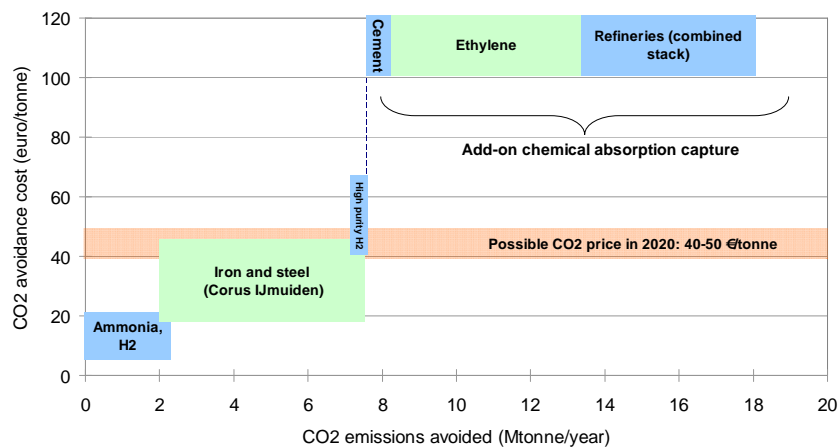 120
100
80
60
40
20
0
CO2 avoidance cost (euro/tonne)
Cement
Ethylene
Refineries (combined
stack)
Add-on chemical absorption capture
High purity H2
Possible CO2 price in 2020: 40-50 €/tonne
Iron and steel
(Corus IJmuiden)
Ammonia,
H2
0 2 4 6 8 10 12 14 16 18 20
CO2 emissions avoided (Mtonne/year)